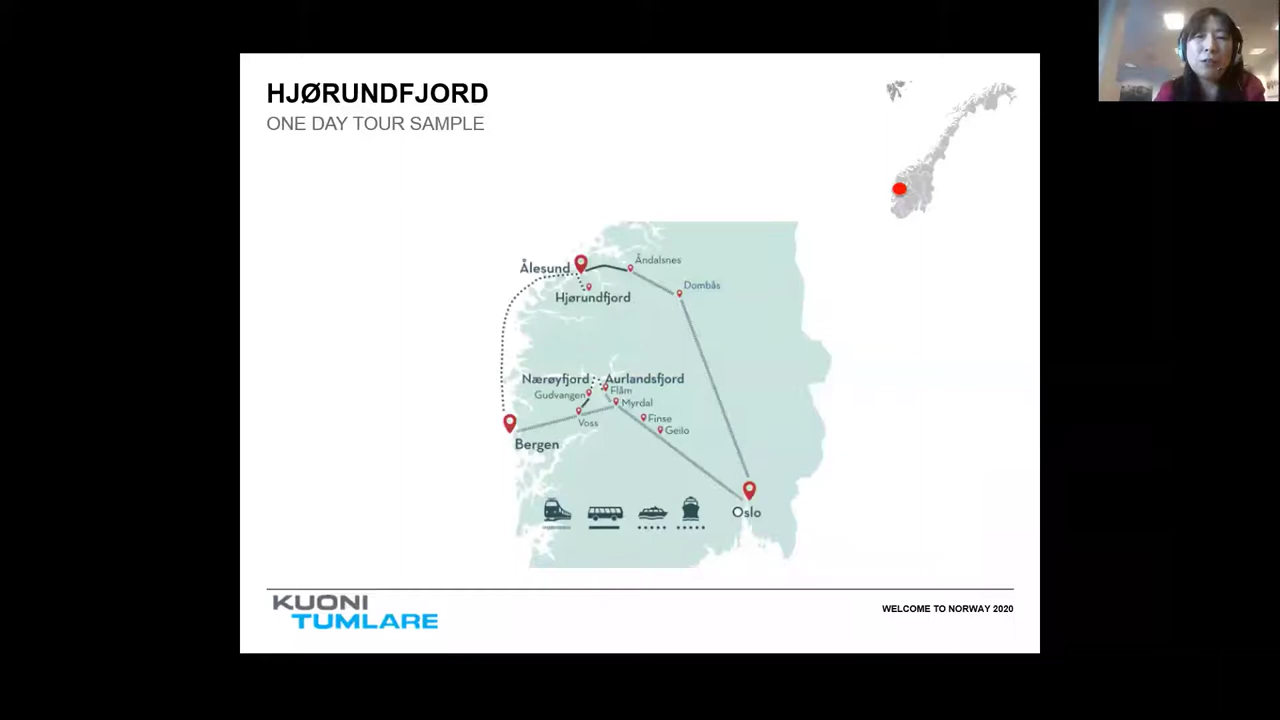 HJØRUNDFJORD
ONE DAY TOUR SAMPLE
Ålesund
Åndalsnes
Dombås
Hjørundfjord
Nærøyfjord
Aurlandsfjord
Gudvangen
Flåm
Myrdal
Voss
Finse
Geilo
Bergen
Oslo
KUONI
TUMLARE
WELCOME TO NORWAY 2020